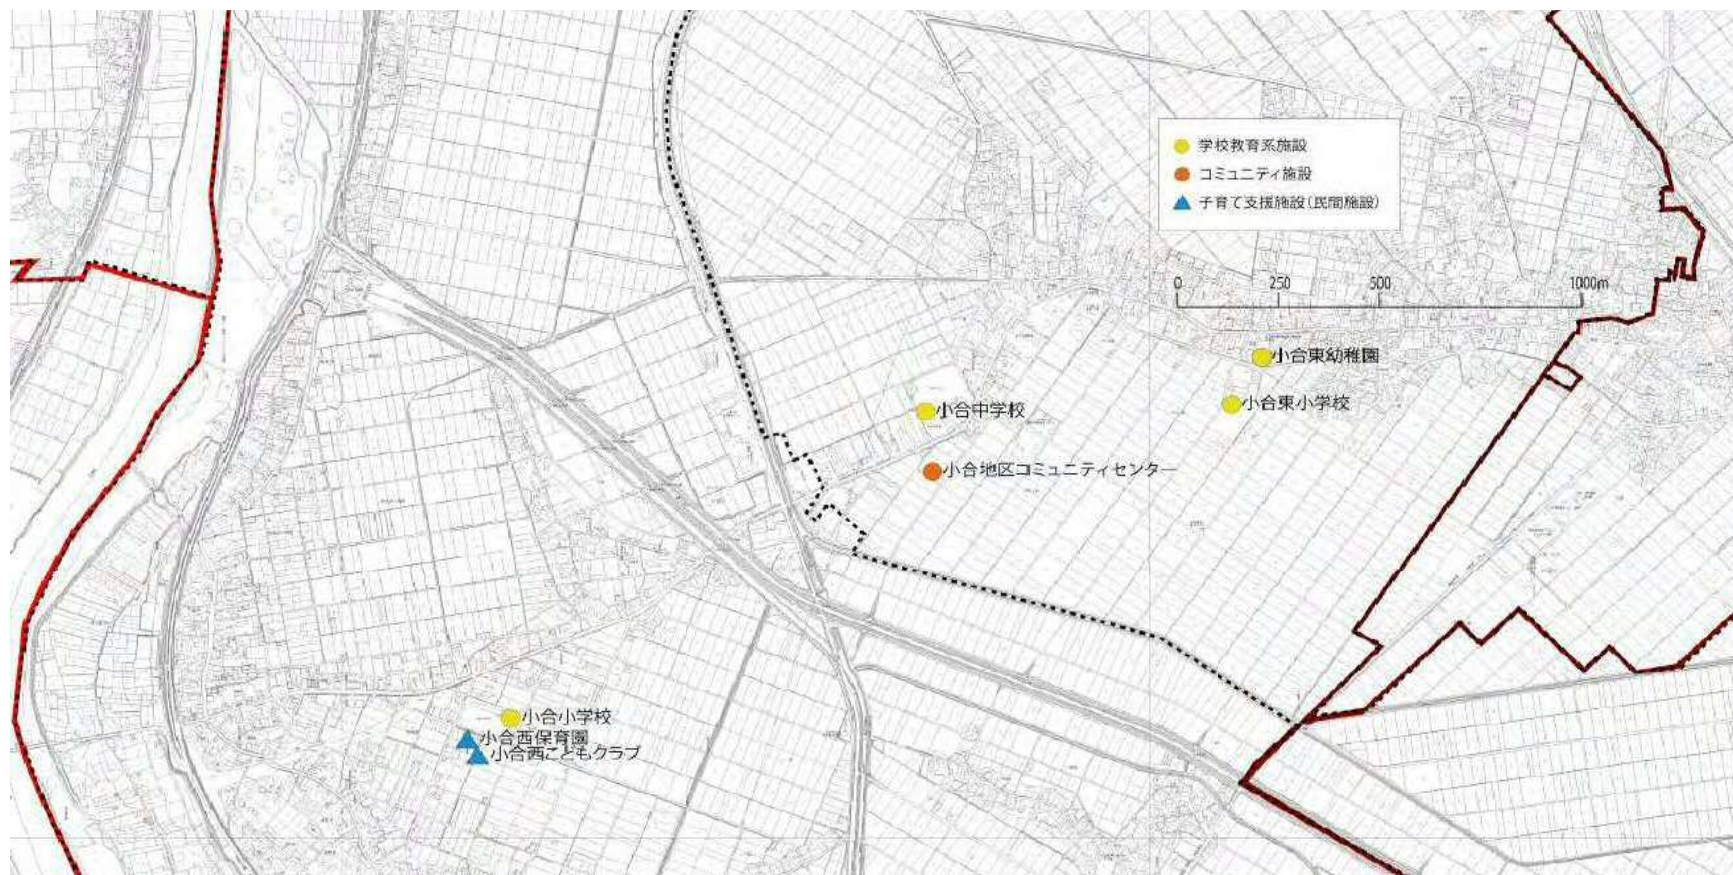 学校教育系施設
コミュニティ施設
子育て支援施設（民間施設）
0 250 500 1000m
小合東幼稚園
小合東小学校
小合中学校
小合地区コミュニティセンター
小合小学校
小合西保育園
小合西こどもクラブ